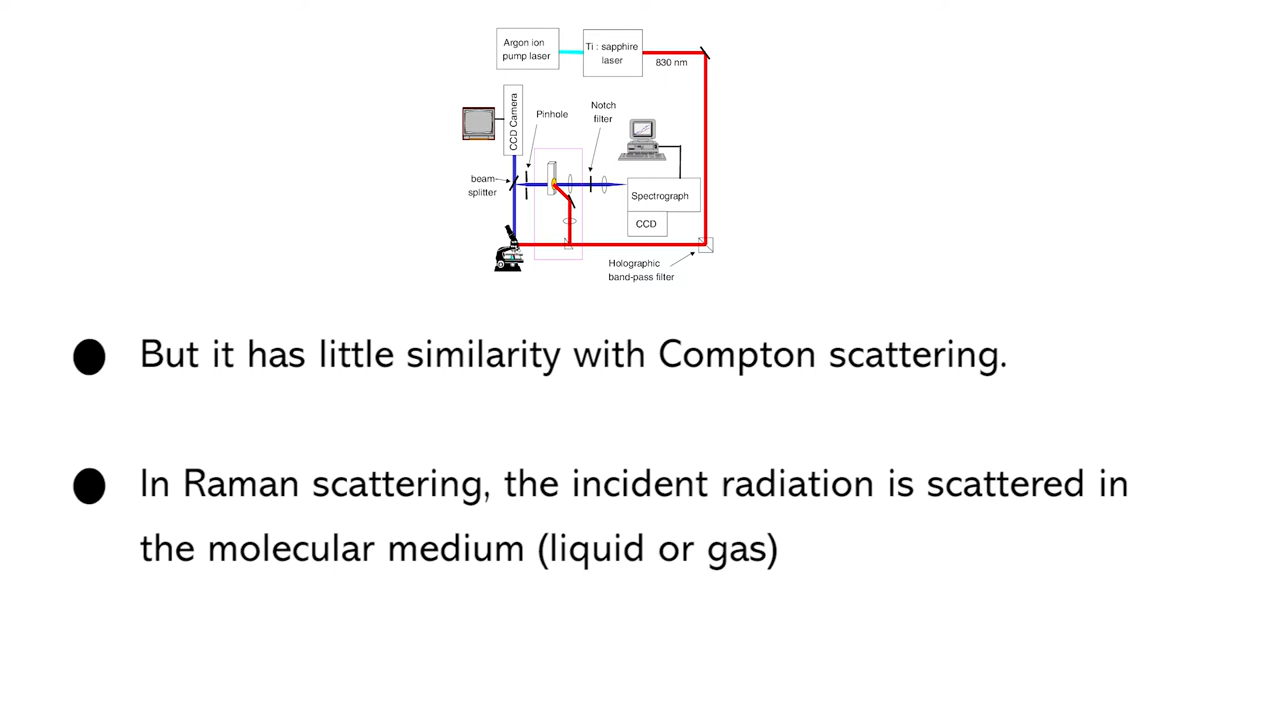 Argon ion
pump laser
Ti : sapphire
laser
830 nm
CCD Camera
Pinhole
Notch
filter
beam-
splitter
Spectrograph
CCD
Holographic
band-pass filter
But it has little similarity with Compton scattering.
In Raman scattering, the incident radiation is scattered in
the molecular medium (liquid or gas)